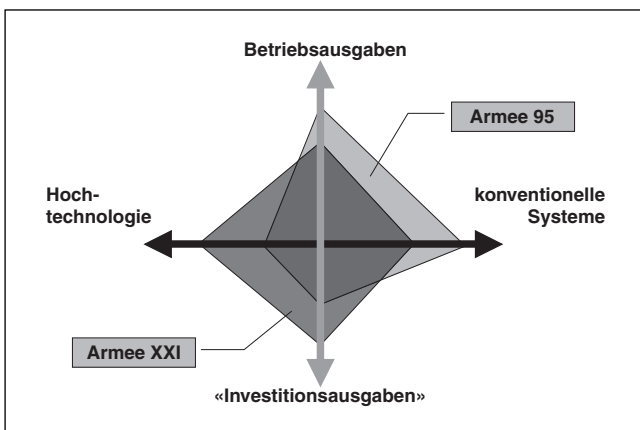 Betriebsausgaben
Armee 95
Hoch-
technologie
konventionelle
Systeme
Armee XXI
«Investitionsausgaben»